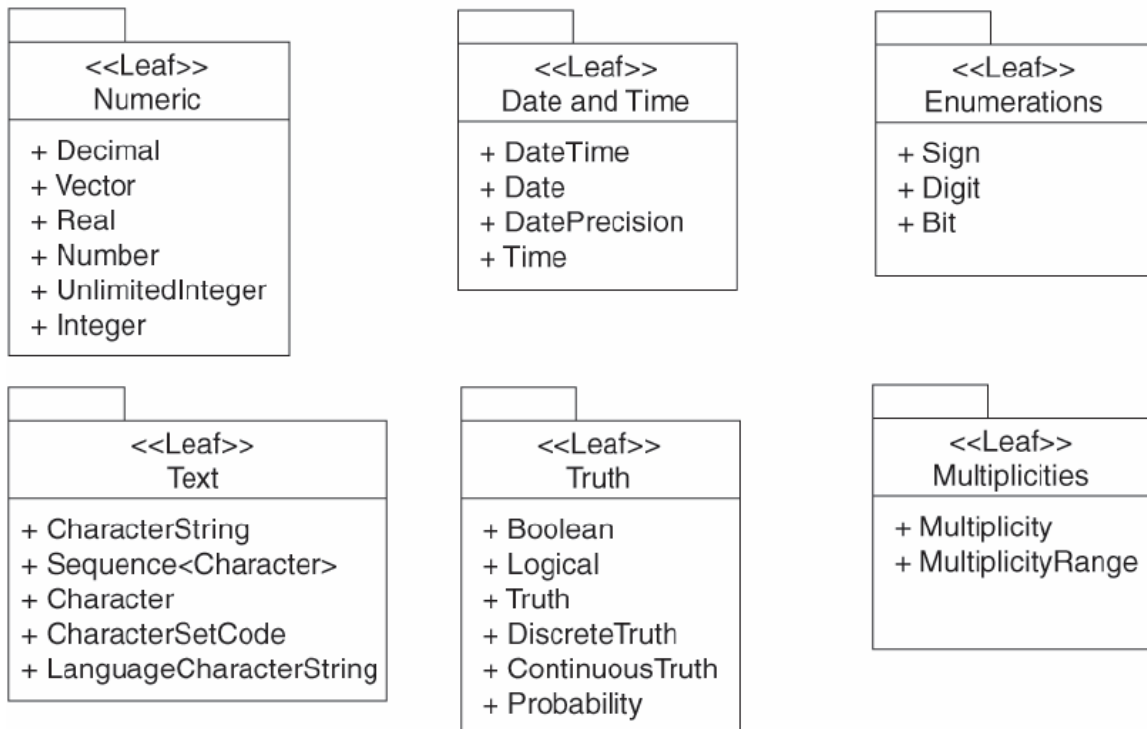 <<Leaf>>
Numeric
+ Decimal
+ Vector
+ Real
+ Number
+ UnlimitedInteger
+ Integer
<<Leaf>>
Date and Time
+ DateTime
+ Date
+ DatePrecision
+ Time
<<Leaf>>
Enumerations
+ Sign
+ Digit
+ Bit
<<Leaf>>
Text
+ CharacterString
+ Sequence<Character>
+ Character
+ CharacterSetCode
+ LanguageCharacterString
<<Leaf>>
Truth
+ Boolean
+ Logical
+ Truth
+ DiscreteTruth
+ ContinuousTruth
+ Probability
<<Leaf>>
Multiplicities
+ Multiplicity
+ MultiplicityRange